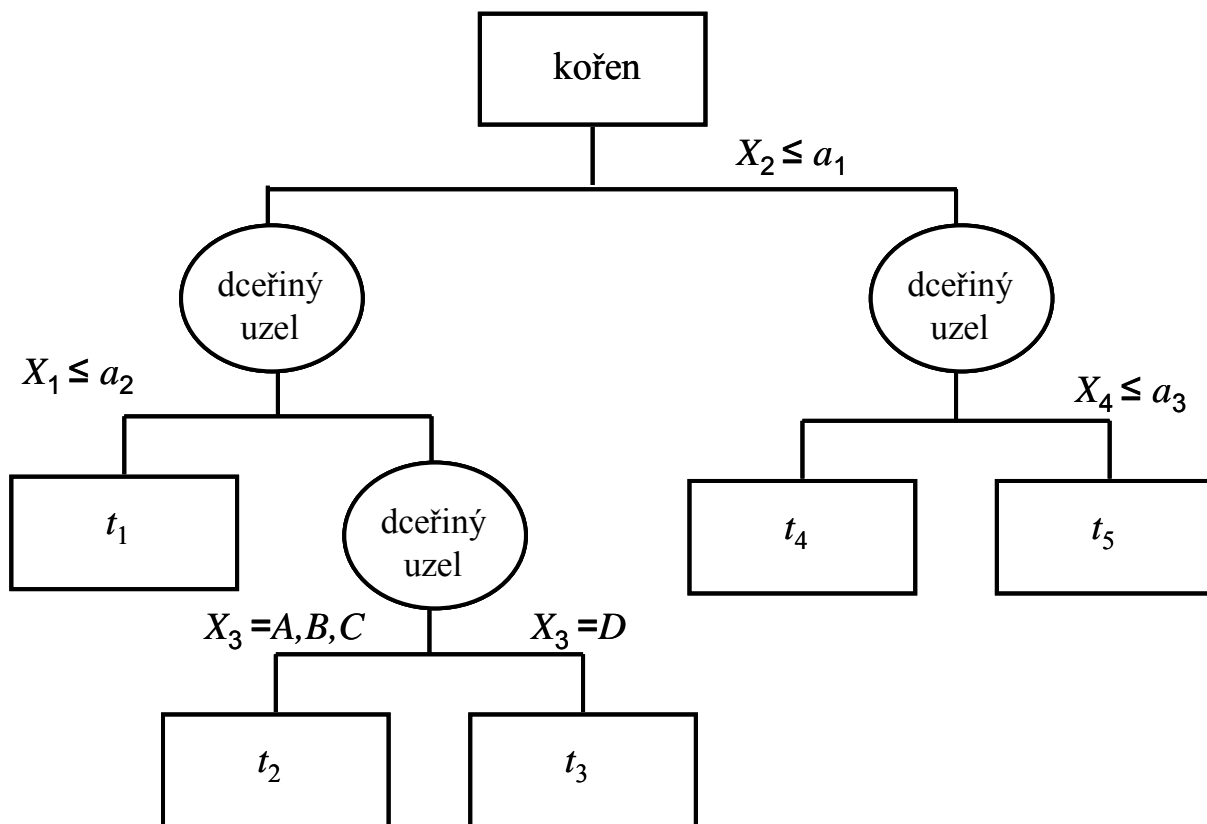 kořen
X₂ ≤ a₁
dceřiný
uzel
dceřiný
uzel
X₁ ≤ a₂
X₄ ≤ a₃
t₁
dceřiný
uzel
t₄
t₅
X₃ =A,B,C
X₃ =D
t₂
t₃